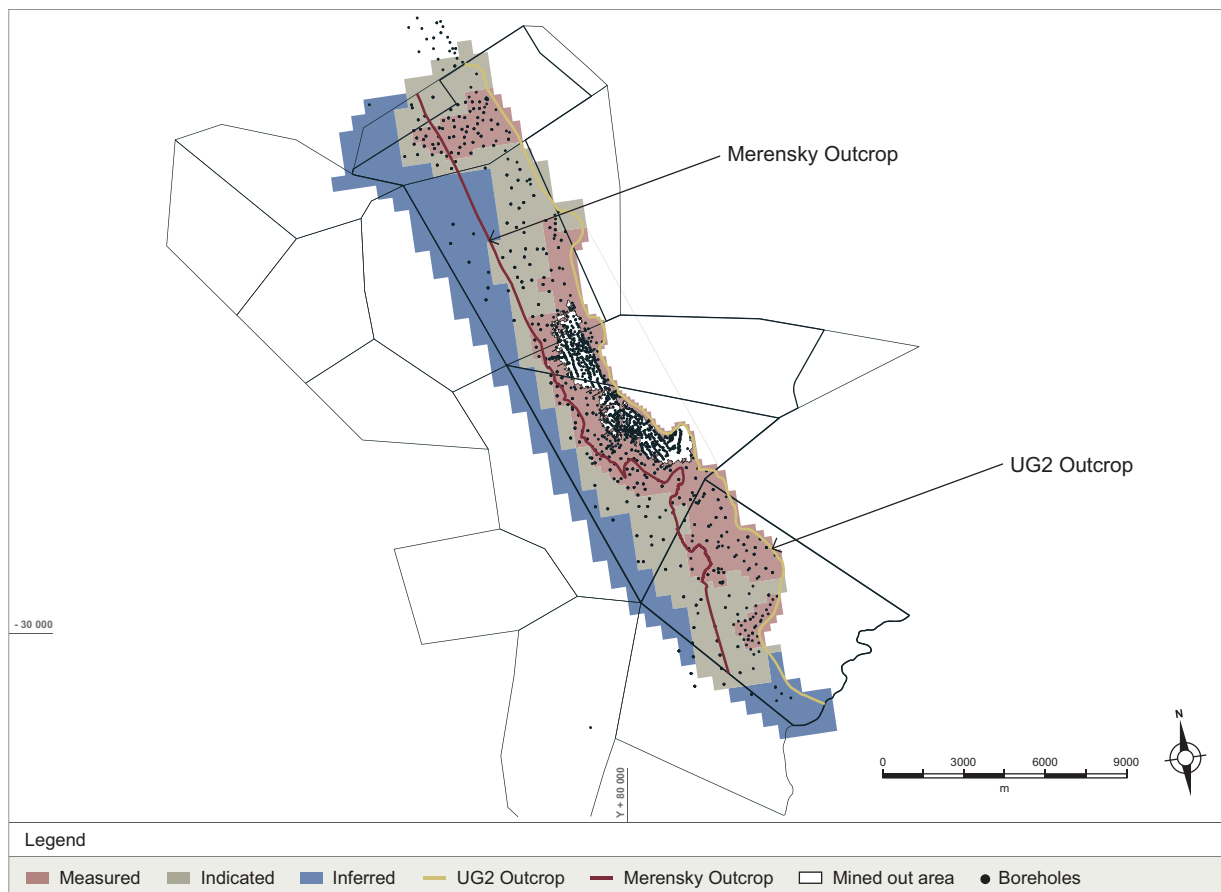 Merensky Outcrop
UG2 Outcrop
- 30 000
Y + 80 000
N
0 3000 6000 9000
m
Legend
Measured Indicated Inferred UG2 Outcrop Merensky Outcrop Mined out area Boreholes